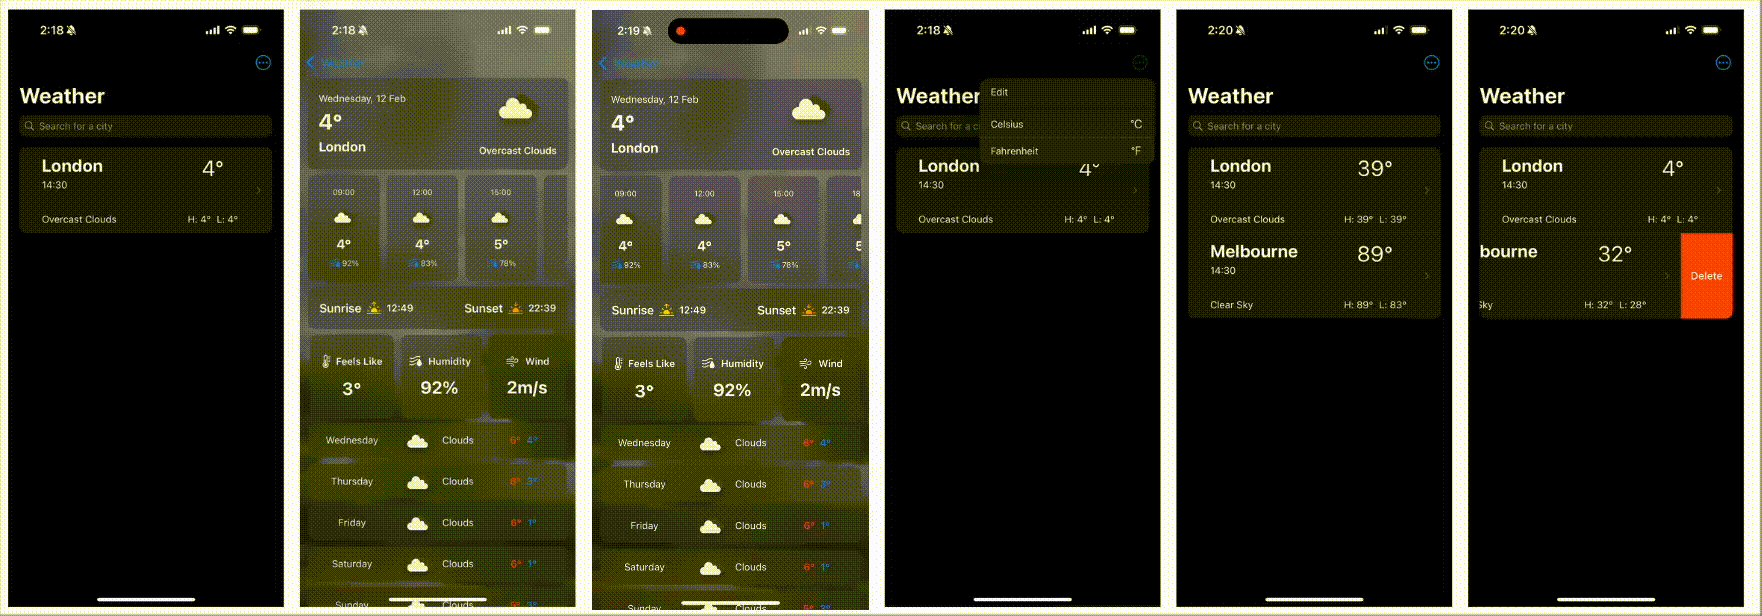 2:18
Weather
Search for a city
London
4°
14:30
Overcast Clouds
H: 4° L: 4°
2:18
Weather
Wednesday, 12 Feb
4°
London
Overcast Clouds
09:00
12:00
15:00
4°
4°
5°
92%
83%
78%
Sunrise
12:49
Sunset
22:39
Feels Like
Humidity
Wind
3°
92%
2m/s
Wednesday
Clouds
6° 4°
Thursday
Clouds
6° 3°
Friday
Clouds
6° 1°
Saturday
Clouds
6° 1°
Sunday
Clouds
2:19
Weather
Wednesday, 12 Feb
4°
London
Overcast Clouds
09:00
12:00
15:00
18
4°
4°
5°
5
92%
83%
78%
Sunrise
12:49
Sunset
22:39
Feels Like
Humidity
Wind
3°
92%
2m/s
Wednesday
Clouds
6° 4°
Thursday
Clouds
6° 3°
Friday
Clouds
6° 1°
Saturday
Clouds
6° 1°
Sunday
Clouds
2:18
Edit
Weather
Search for a c
Celsius
°C
Fahrenheit
°F
London
4°
14:30
Overcast Clouds
H: 4° L: 4°
2:20
Weather
Search for a city
London
39°
14:30
Overcast Clouds
H: 39° L: 39°
Melbourne
89°
14:30
Clear Sky
H: 89° L: 83°
2:20
Weather
Search for a city
London
4°
14:30
Overcast Clouds
H: 4° L: 4°
bourne
32°
Delete
Sky
H: 32° L: 28°